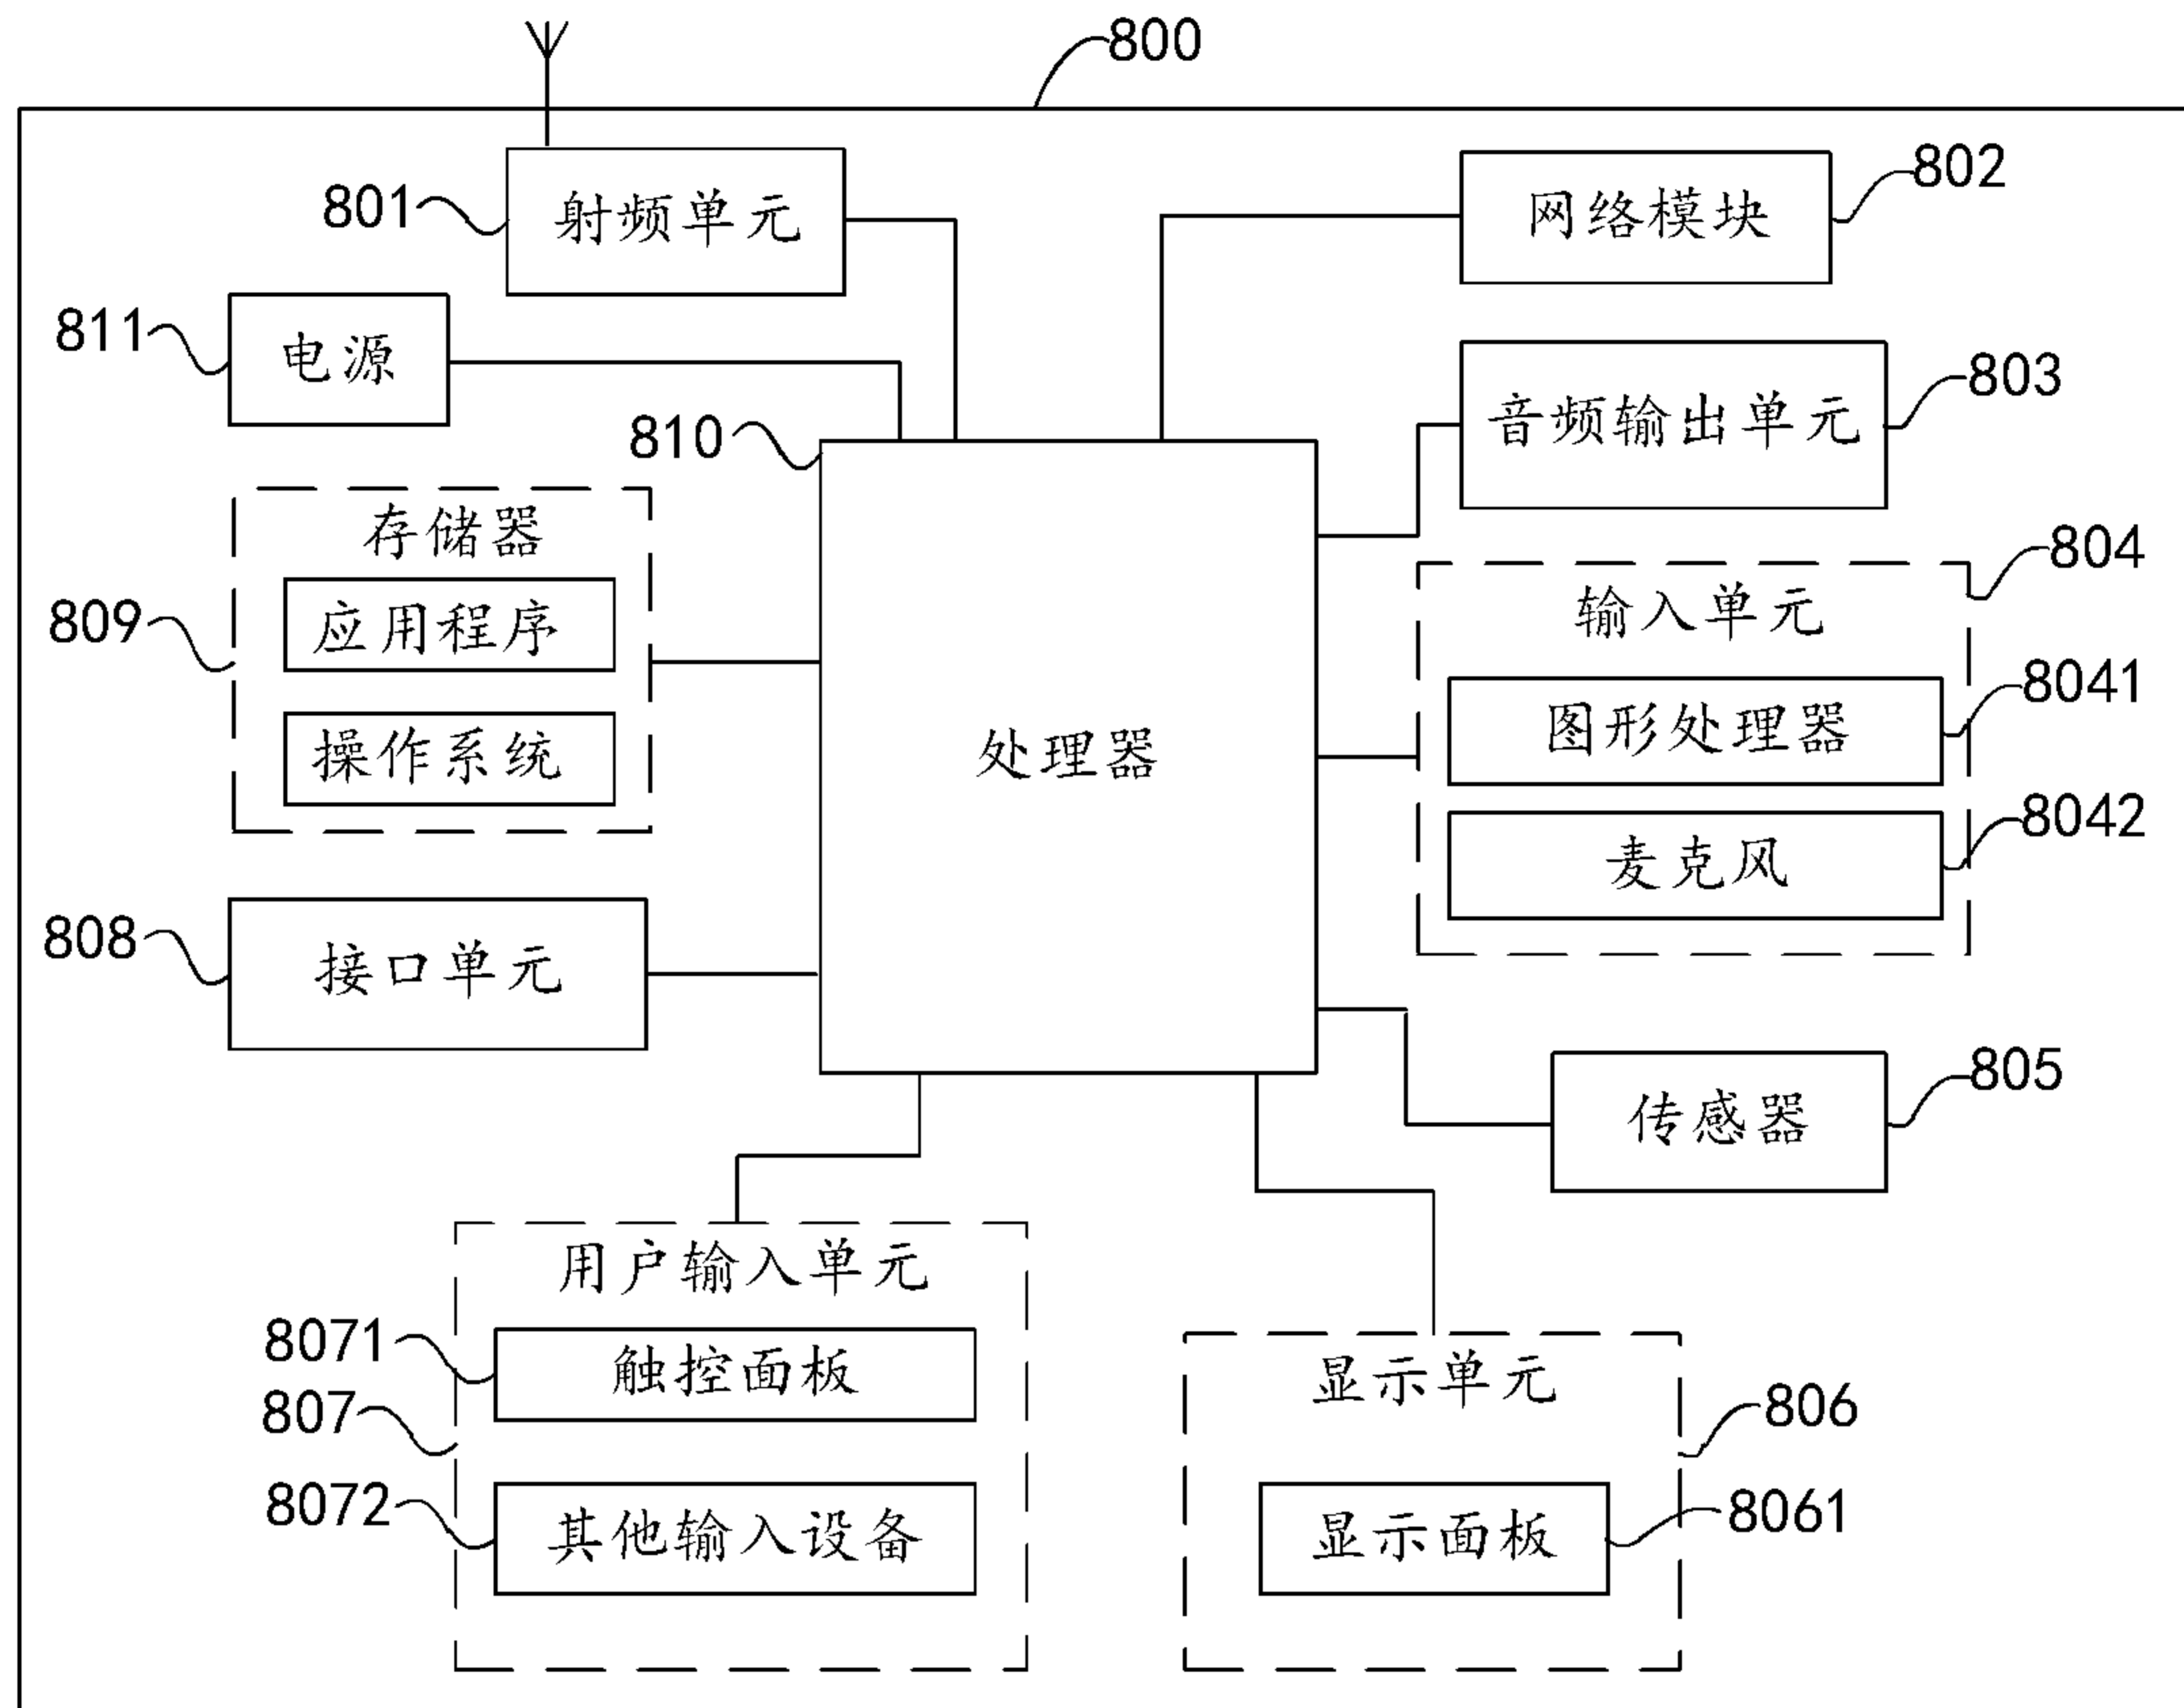 800
801
射频单元
网络模块
802
811
电源
音频输出单元
803
810
存储器
应用程序
操作系统
809
处理器
输入单元
804
图形处理器
8041
麦克风
8042
808
接口单元
传感器
805
用户输入单元
8071
触控面板
807
8072
其他输入设备
显示单元
806
显示面板
8061